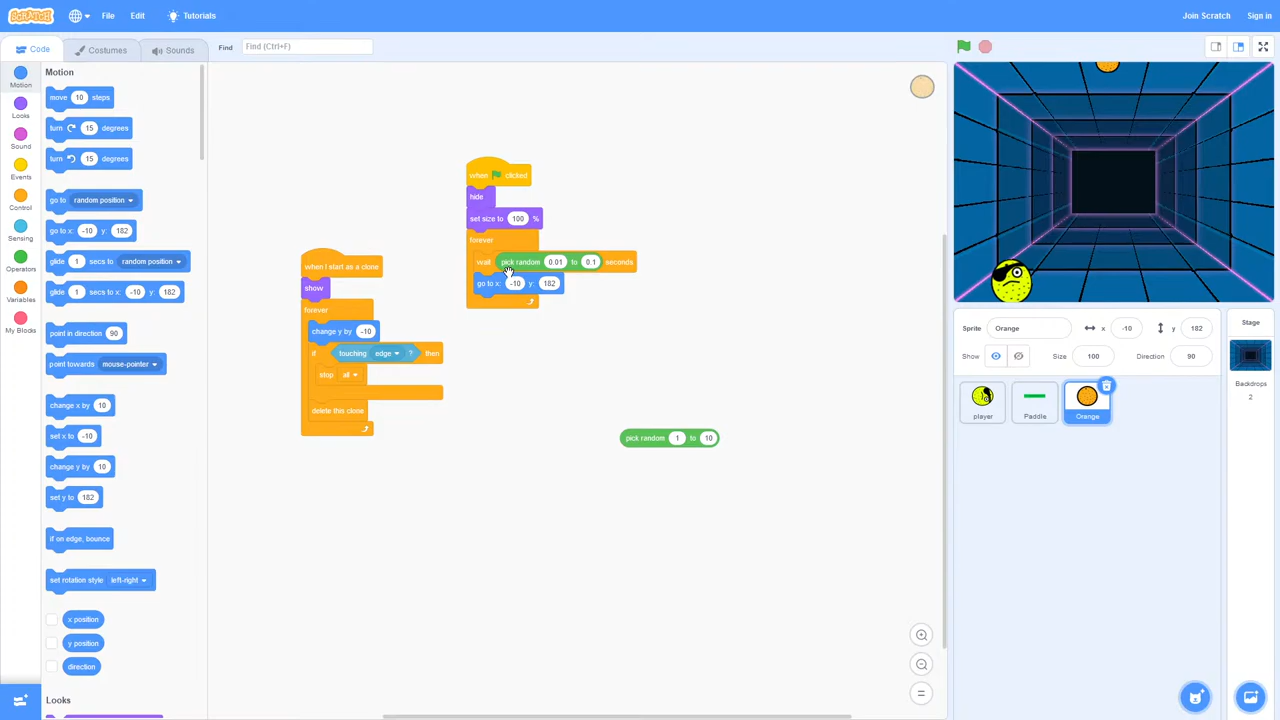 SCRATCH File Edit Tutorials Join Scratch Sign in
Code Costumes Sounds Find Find (Ctrl+F)
Motion
Looks
Sound
Events
Control
Sensing
Operators
Variables
My Blocks
Motion
move 10 steps
turn 15 degrees
turn 15 degrees
go to random position
go to x: -10 y: 182
glide 1 secs to random position
glide 1 secs to x: -10 y: 182
point in direction 90
point towards mouse-pointer
change x by 10
set x to -10
change y by 10
set y to 182
if on edge, bounce
set rotation style left-right
x position
y position
direction
Looks
when I start as a clone
show
forever
change y by -10
if touching edge ? then
stop all
delete this clone
when clicked
hide
set size to 100 %
forever
wait pick random 0.01 to 0.1 seconds
go to x: -10 y: 182
pick random 1 to 10
Sprite Orange x -10 y 182
Show Size 100 Direction 90
player Paddle Orange
Stage
Backdrops
2